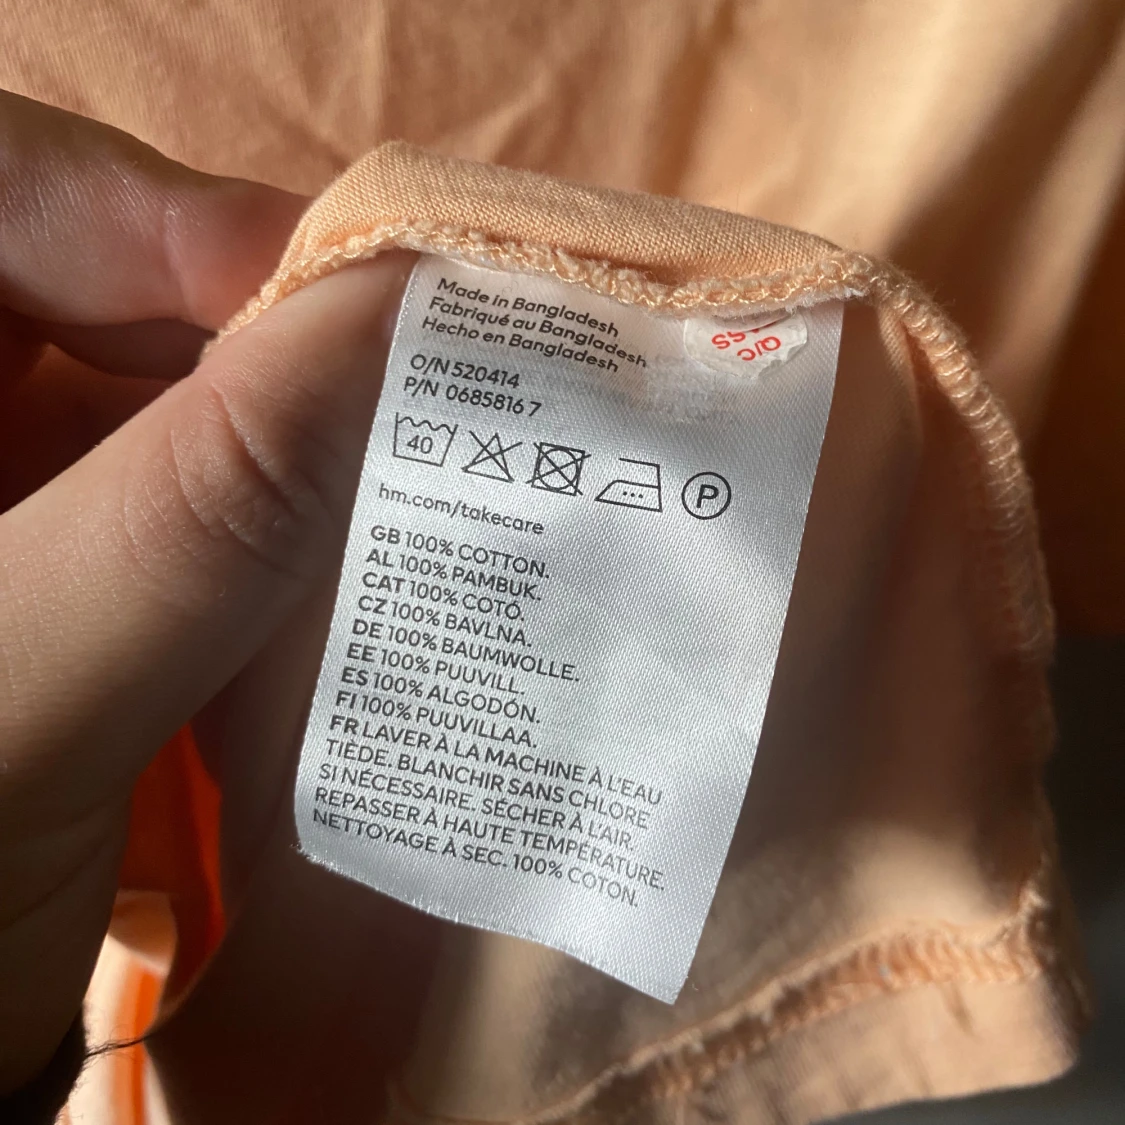 Made in Bangladesh
Fabriqué au Bangladesh
Hecho en Bangladesh
O/N 520414
P/N 0685816 7
40
P
hm.com/takecare
GB 100% COTTON.
AL 100% PAMBUK.
CAT 100% COTÓ.
CZ 100% BAVLNA.
DE 100% BAUMWOLLE.
EE 100% PUUVILL.
ES 100% ALGODÓN.
FI 100% PUUVILLAA.
FR LAVER À LA MACHINE À L'EAU
TIÈDE. BLANCHIR SANS CHLORE
SI NÉCESSAIRE. SÉCHER À L'AIR.
REPASSER À HAUTE TEMPÉRATURE.
NETTOYAGE À SEC. 100% COTON.